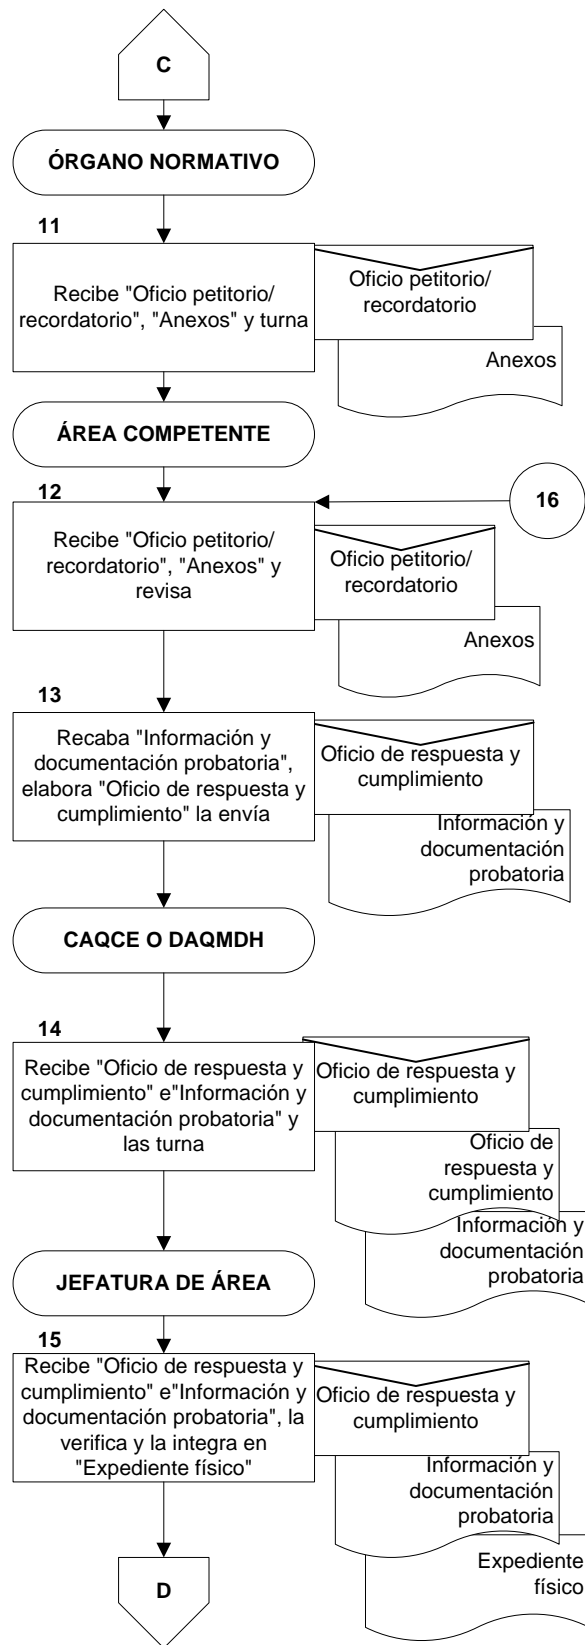 C
ÓRGANO NORMATIVO
11
Recibe "Oficio petitorio/
recordatorio", "Anexos" y turna
Oficio petitorio/
recordatorio
Anexos
ÁREA COMPETENTE
12
16
Recibe "Oficio petitorio/
recordatorio", "Anexos" y
revisa
Oficio petitorio/
recordatorio
Anexos
13
Recaba "Información y
documentación probatoria",
elabora "Oficio de respuesta y
cumplimiento" la envía
Oficio de respuesta y
cumplimiento
Información y
documentación
probatoria
CAQCE O DAQMDH
14
Recibe "Oficio de respuesta y
cumplimiento" e"Información y
documentación probatoria" y
las turna
Oficio de respuesta y
cumplimiento
Oficio de
respuesta y
cumplimiento
Información y
documentación
probatoria
JEFATURA DE ÁREA
15
Recibe "Oficio de respuesta y
cumplimiento" e"Información y
documentación probatoria", la
verifica y la integra en
"Expediente físico"
Oficio de respuesta y
cumplimiento
Información y
documentación
probatoria
Expediente
físico
D